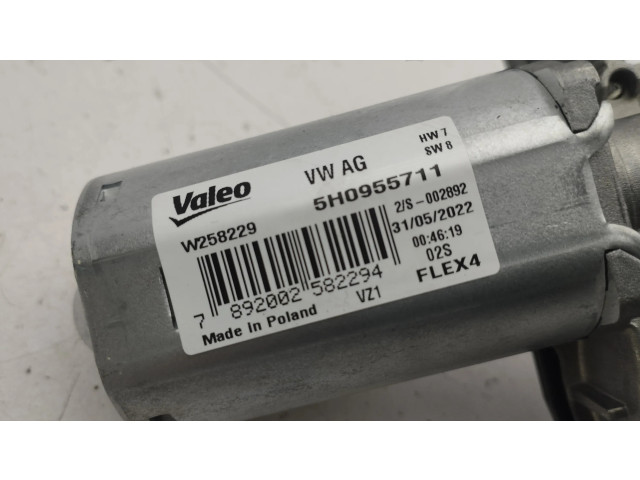 Valeo
VW AG
HW 7
SW 8
5H0955711
W258229
2/S-002892
31/05/2022
00:46:19
02S
FLEX4
7 892002 582294
VZ1
Made in Poland